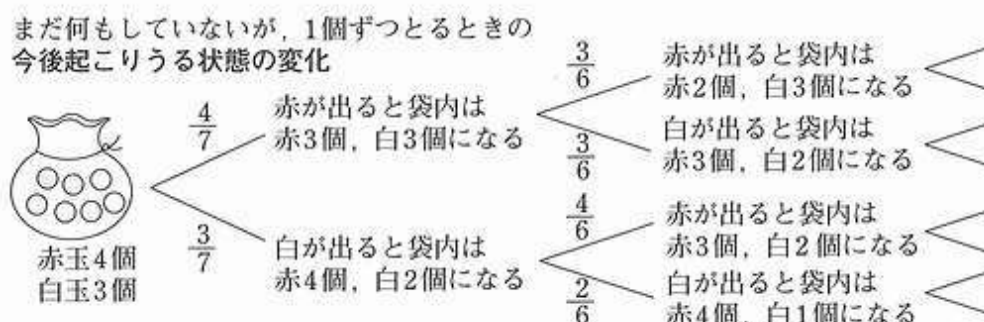 まだ何もしていないが，1個ずつとるときの
今後起こりうる状態の変化
赤玉4個
白玉3個
4/7
赤が出ると袋内は
赤3個，白3個になる
3/7
白が出ると袋内は
赤4個，白2個になる
3/6
赤が出ると袋内は
赤2個，白3個になる
3/6
白が出ると袋内は
赤3個，白2個になる
4/6
赤が出ると袋内は
赤3個，白2個になる
2/6
白が出ると袋内は
赤4個，白1個になる